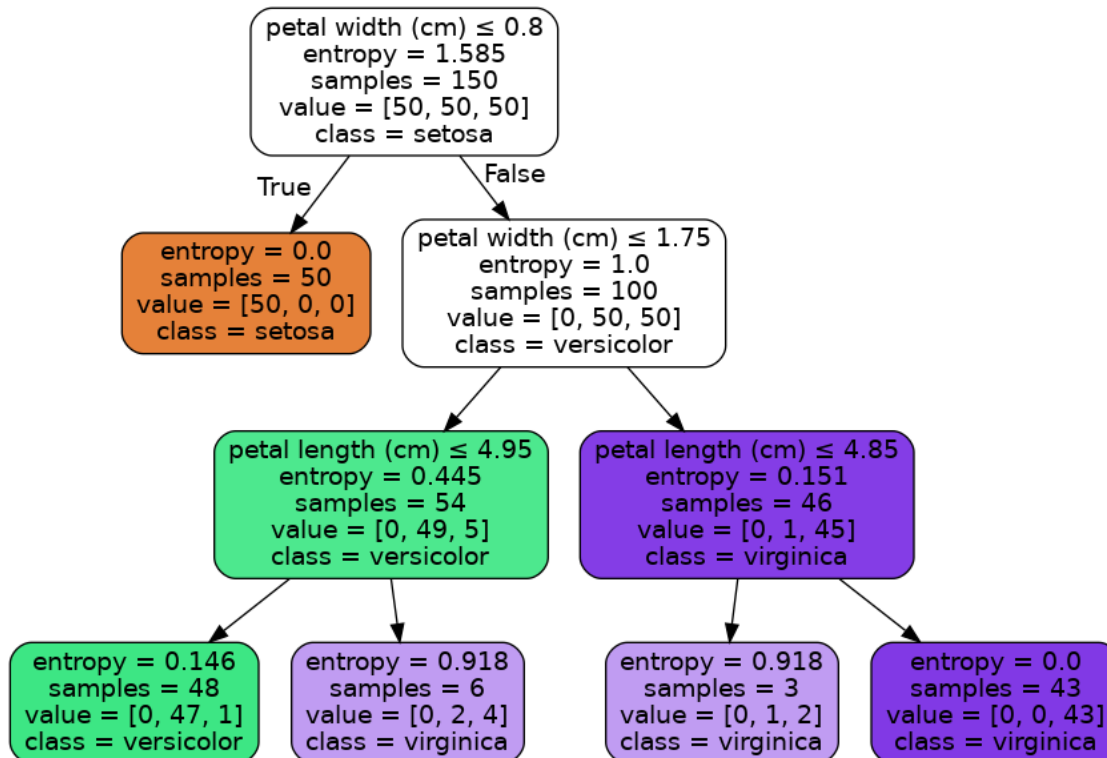 petal width (cm) ≤ 0.8
entropy = 1.585
samples = 150
value = [50, 50, 50]
class = setosa
True
False
entropy = 0.0
samples = 50
value = [50, 0, 0]
class = setosa
petal width (cm) ≤ 1.75
entropy = 1.0
samples = 100
value = [0, 50, 50]
class = versicolor
petal length (cm) ≤ 4.95
entropy = 0.445
samples = 54
value = [0, 49, 5]
class = versicolor
petal length (cm) ≤ 4.85
entropy = 0.151
samples = 46
value = [0, 1, 45]
class = virginica
entropy = 0.146
samples = 48
value = [0, 47, 1]
class = versicolor
entropy = 0.918
samples = 6
value = [0, 2, 4]
class = virginica
entropy = 0.918
samples = 3
value = [0, 1, 2]
class = virginica
entropy = 0.0
samples = 43
value = [0, 0, 43]
class = virginica